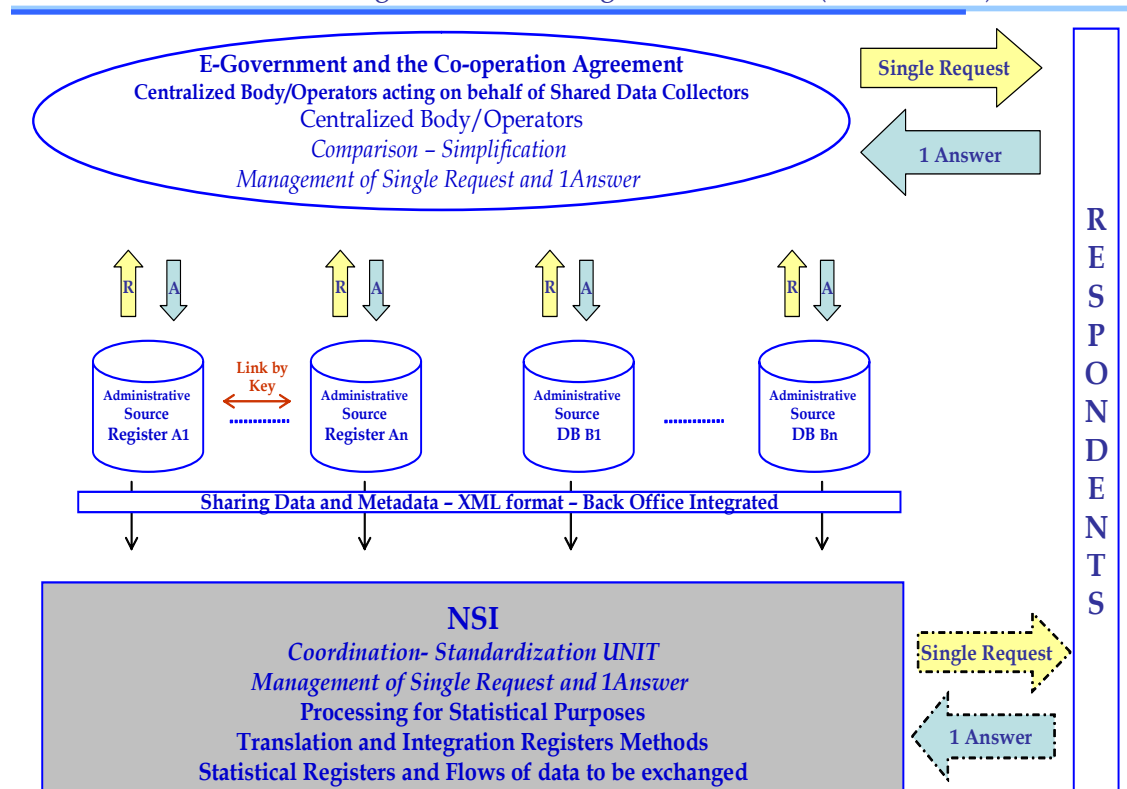 E-Government and the Co-operation Agreement
Centralized Body/Operators acting on behalf of Shared Data Collectors
Centralized Body/Operators
Comparison – Simplification
Management of Single Request and 1Answer
Single Request
1 Answer
R
E
S
P
O
N
D
E
N
T
S
R A
R A
R A
R A
Administrative
Source
Register A1
Link by
Key
Administrative
Source
Register An
Administrative
Source
DB B1
Administrative
Source
DB Bn
Sharing Data and Metadata – XML format – Back Office Integrated
NSI
Coordination- Standardization UNIT
Management of Single Request and 1Answer
Processing for Statistical Purposes
Translation and Integration Registers Methods
Statistical Registers and Flows of data to be exchanged
Single Request
1 Answer